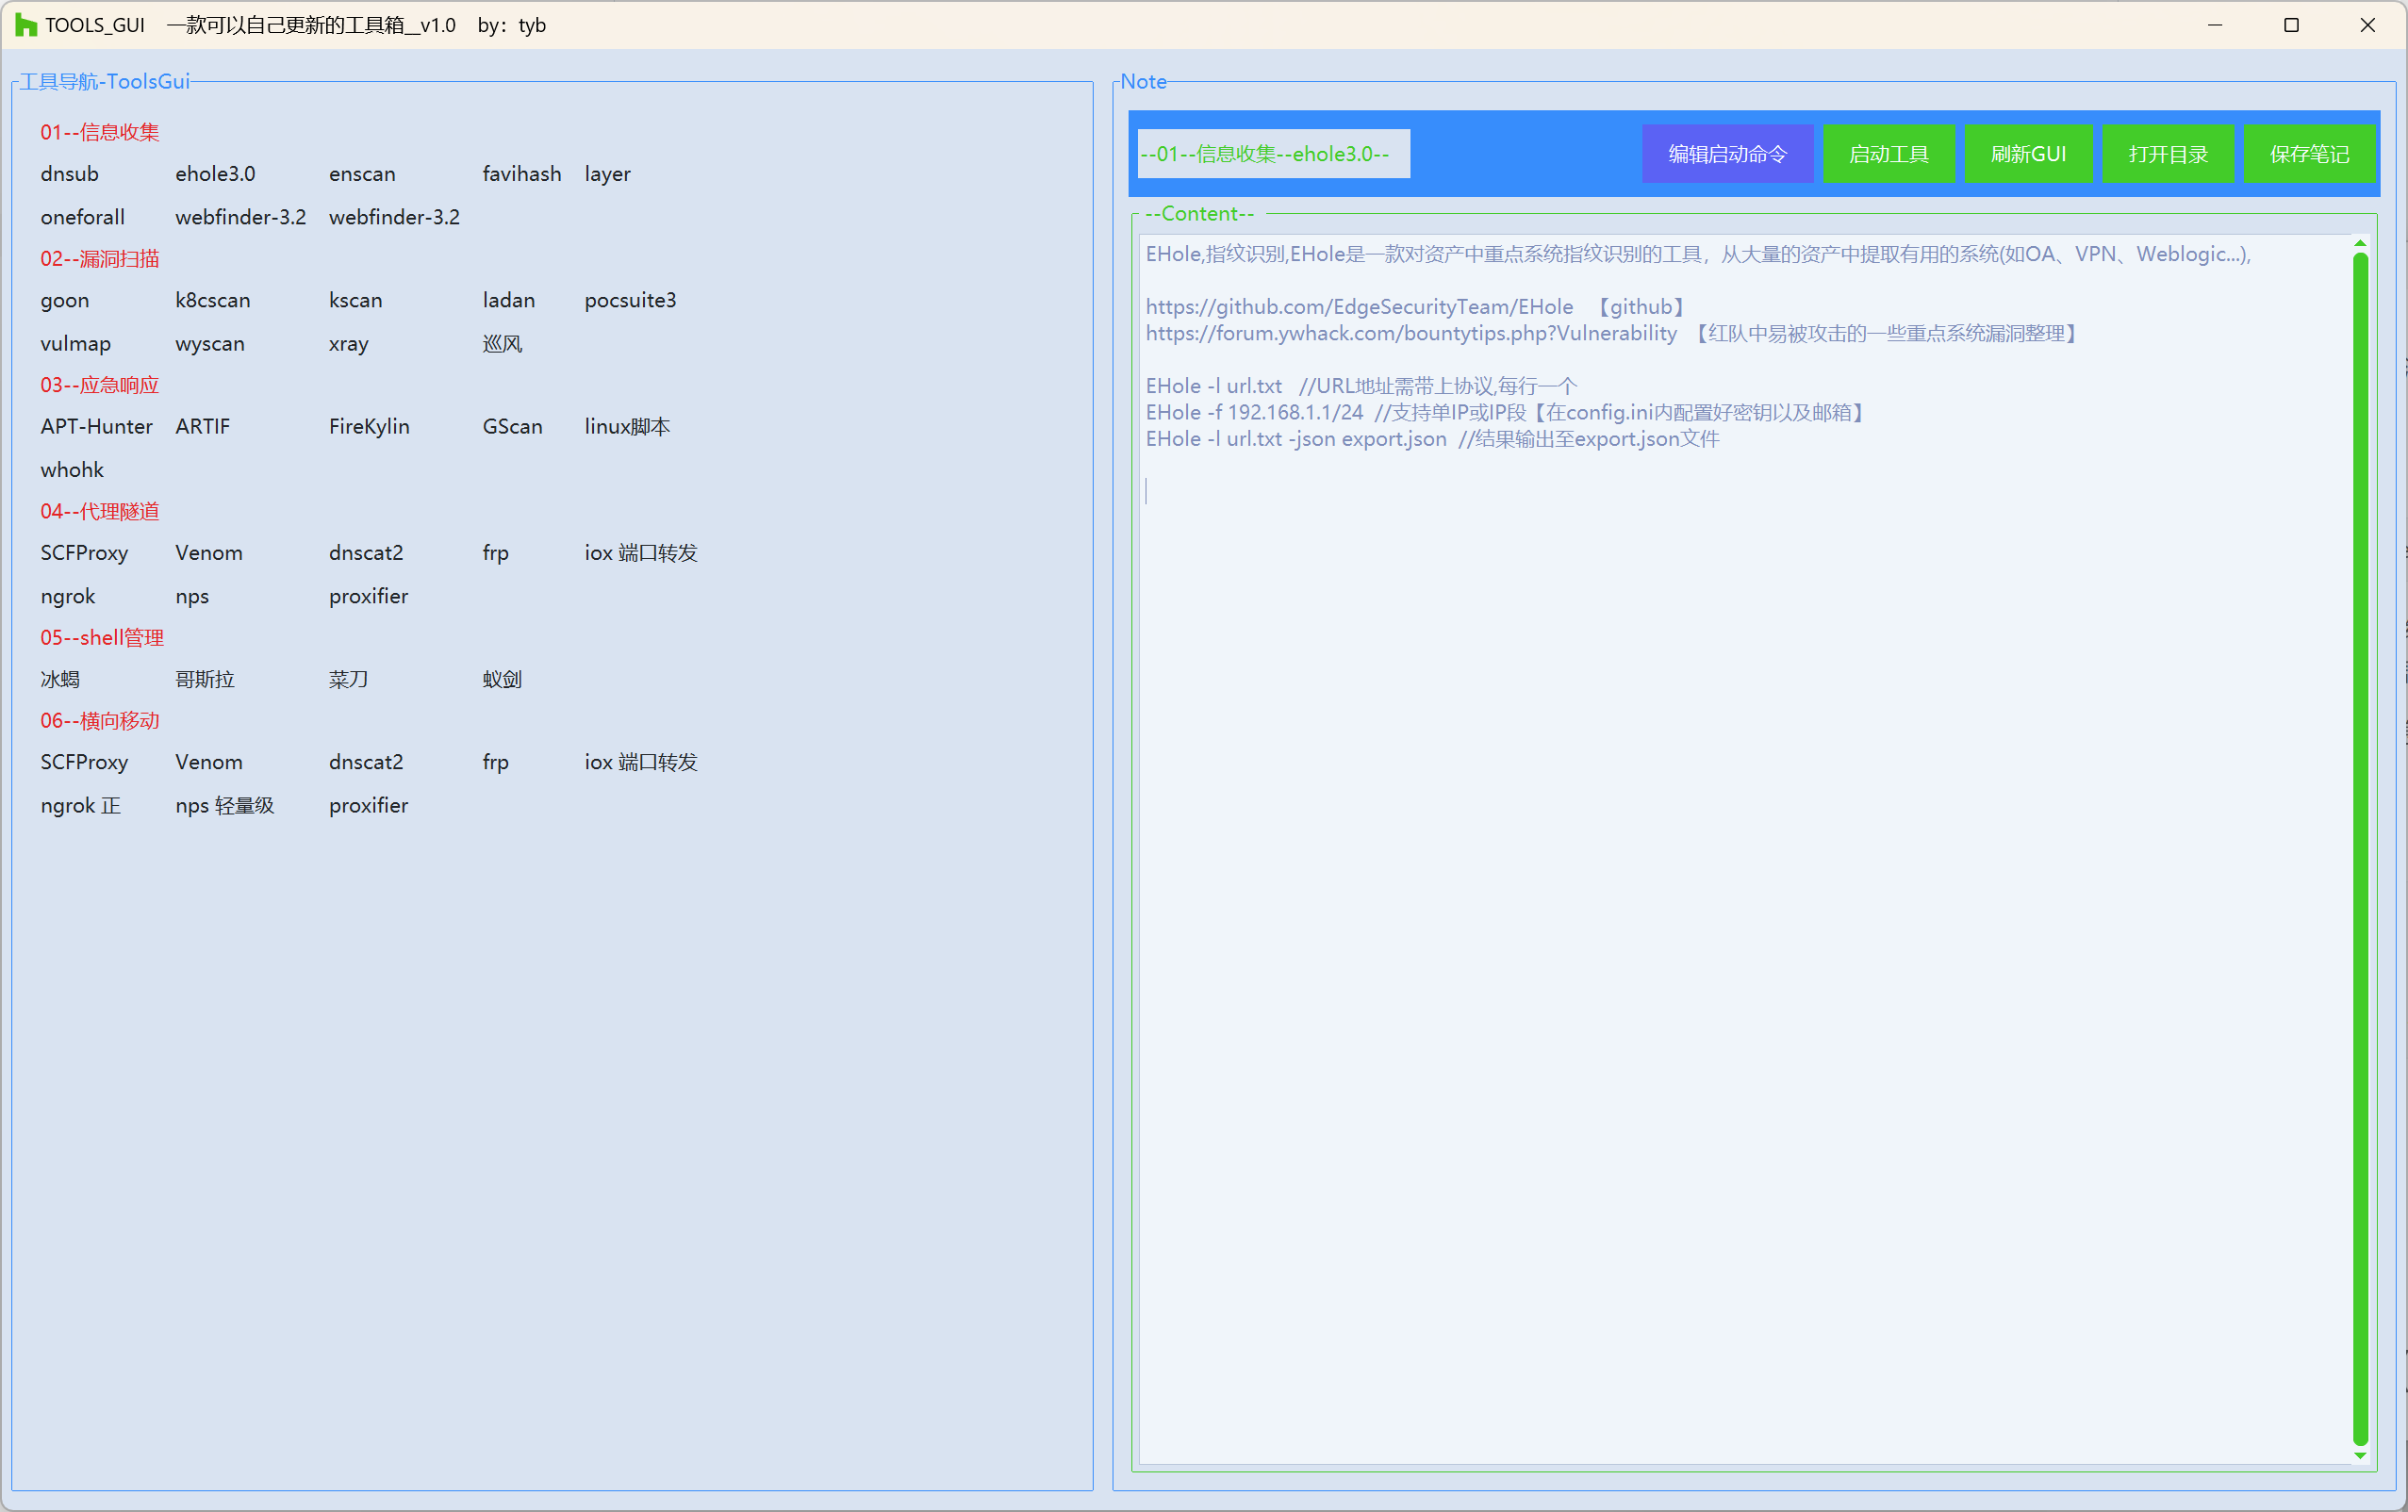 TOOLS_GUI 一款可以自己更新的工具箱__v1.0 by：tyb
工具导航-ToolsGui
01--信息收集
dnsub ehole3.0 enscan favihash layer
oneforall webfinder-3.2 webfinder-3.2
02--漏洞扫描
goon k8cscan kscan ladan pocsuite3
vulmap wyscan xray 巡风
03--应急响应
APT-Hunter ARTIF FireKylin GScan linux脚本
whohk
04--代理隧道
SCFProxy Venom dnscat2 frp iox 端口转发
ngrok nps proxifier
05--shell管理
冰蝎 哥斯拉 菜刀 蚁剑
06--横向移动
SCFProxy Venom dnscat2 frp iox 端口转发
ngrok 正 nps 轻量级 proxifier
Note
--01--信息收集--ehole3.0-- 编辑启动命令 启动工具 刷新GUI 打开目录 保存笔记
--Content--
EHole,指纹识别,EHole是一款对资产中重点系统指纹识别的工具，从大量的资产中提取有用的系统(如OA、VPN、Weblogic...),
https://github.com/EdgeSecurityTeam/EHole 【github】
https://forum.ywhack.com/bountytips.php?Vulnerability 【红队中易被攻击的一些重点系统漏洞整理】
EHole -l url.txt //URL地址需带上协议,每行一个
EHole -f 192.168.1.1/24 //支持单IP或IP段【在config.ini内配置好密钥以及邮箱】
EHole -l url.txt -json export.json //结果输出至export.json文件